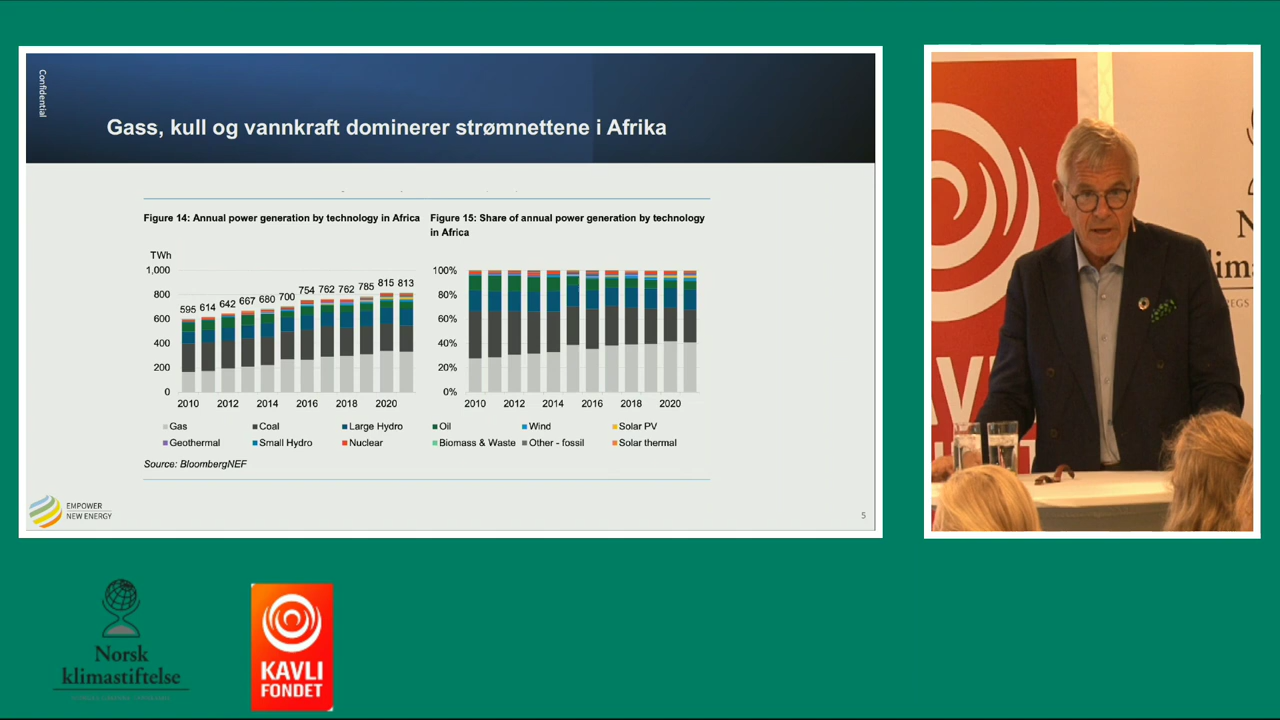 Confidential
Gass, kull og vannkraft dominerer strømnettene i Afrika
Figure 14: Annual power generation by technology in Africa
TWh
1,000
800
600
400
200
0
595 614 642 667 680 700 754 762 762 785 815 813
2010 2012 2014 2016 2018 2020
Figure 15: Share of annual power generation by technology
in Africa
100%
80%
60%
40%
20%
0%
2010 2012 2014 2016 2018 2020
Gas Coal Large Hydro Oil Wind Solar PV
Geothermal Small Hydro Nuclear Biomass & Waste Other - fossil Solar thermal
Source: BloombergNEF
EMPOWER
NEW ENERGY
5
Norsk
klimastiftelse
KAVLI
FONDET